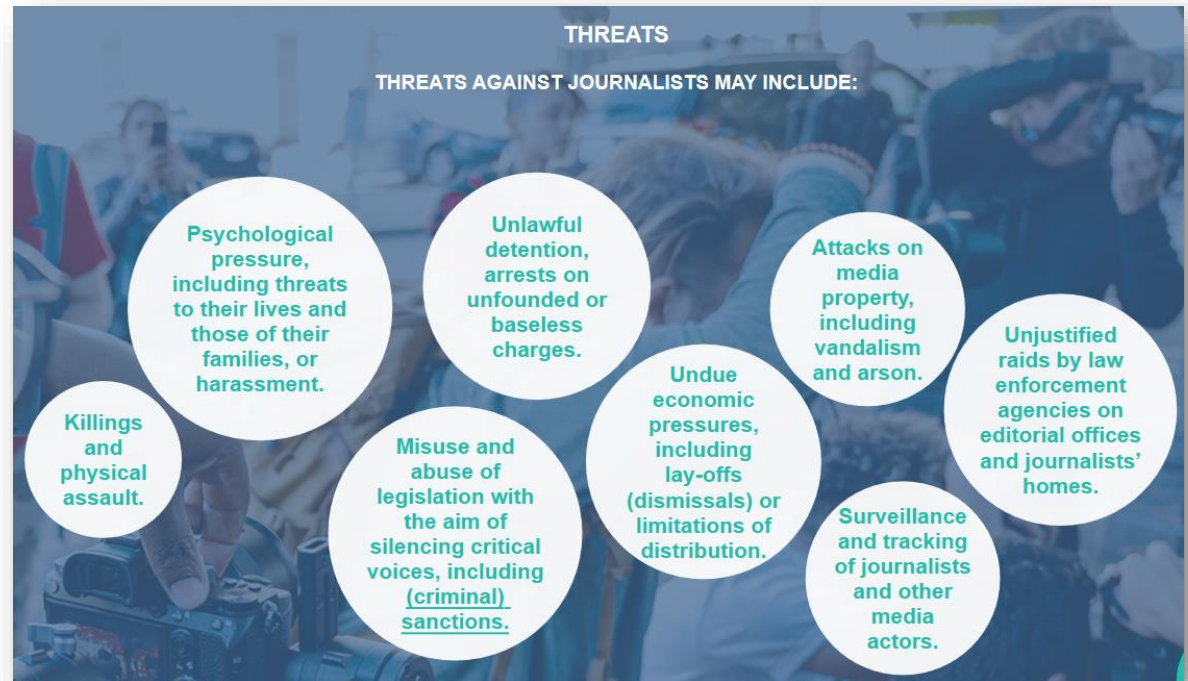 THREATS
THREATS AGAINST JOURNALISTS MAY INCLUDE:
Killings
and
physical
assault.
Psychological
pressure,
including threats
to their lives and
those of their
families, or
harassment.
Misuse and
abuse of
legislation with
the aim of
silencing critical
voices, including
(criminal)
sanctions.
Unlawful
detention,
arrests on
unfounded or
baseless
charges.
Undue
economic
pressures,
including
lay-offs
(dismissals) or
limitations of
distribution.
Attacks on
media
property,
including
vandalism
and arson.
Surveillance
and tracking
of journalists
and other
media
actors.
Unjustified
raids by law
enforcement
agencies on
editorial offices
and journalists’
homes.